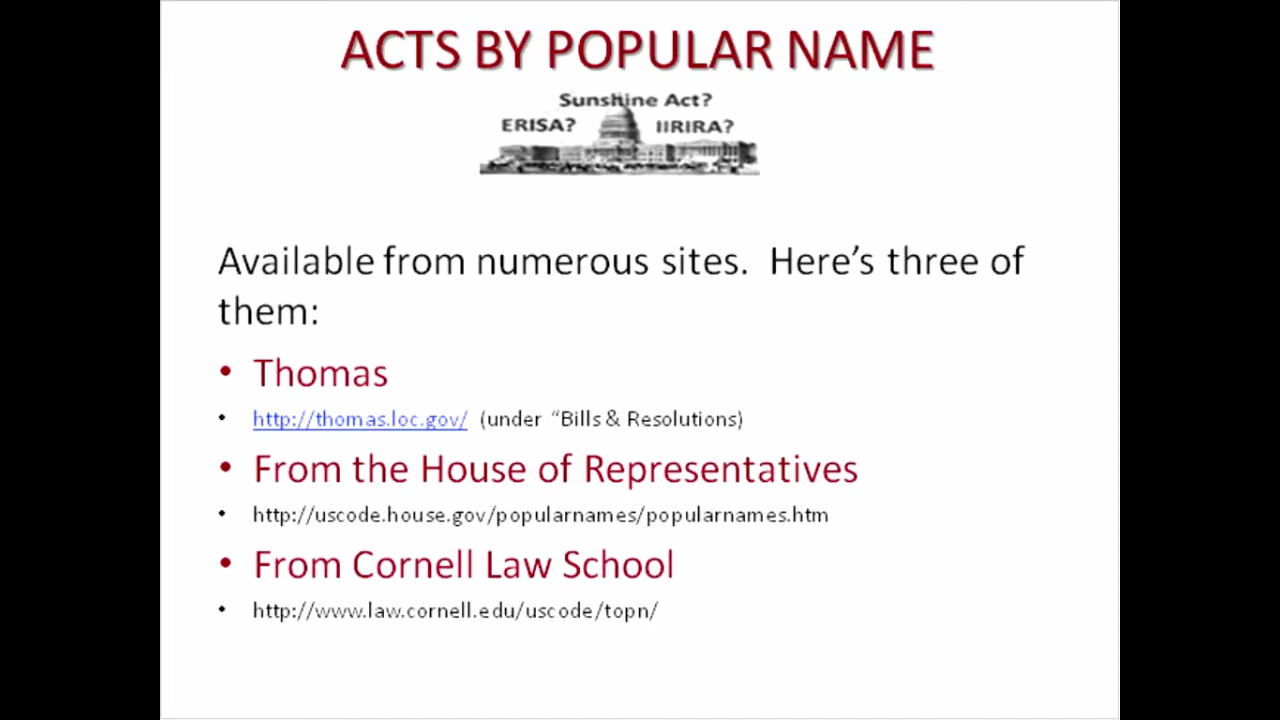 ACTS BY POPULAR NAME
Sunshine Act?
ERISA? IIRIRA?
Available from numerous sites.  Here’s three of
them:
• Thomas
• http://thomas.loc.gov/  (under “Bills & Resolutions)
• From the House of Representatives
• http://uscode.house.gov/popularnames/popularnames.htm
• From Cornell Law School
• http://www.law.cornell.edu/uscode/topn/